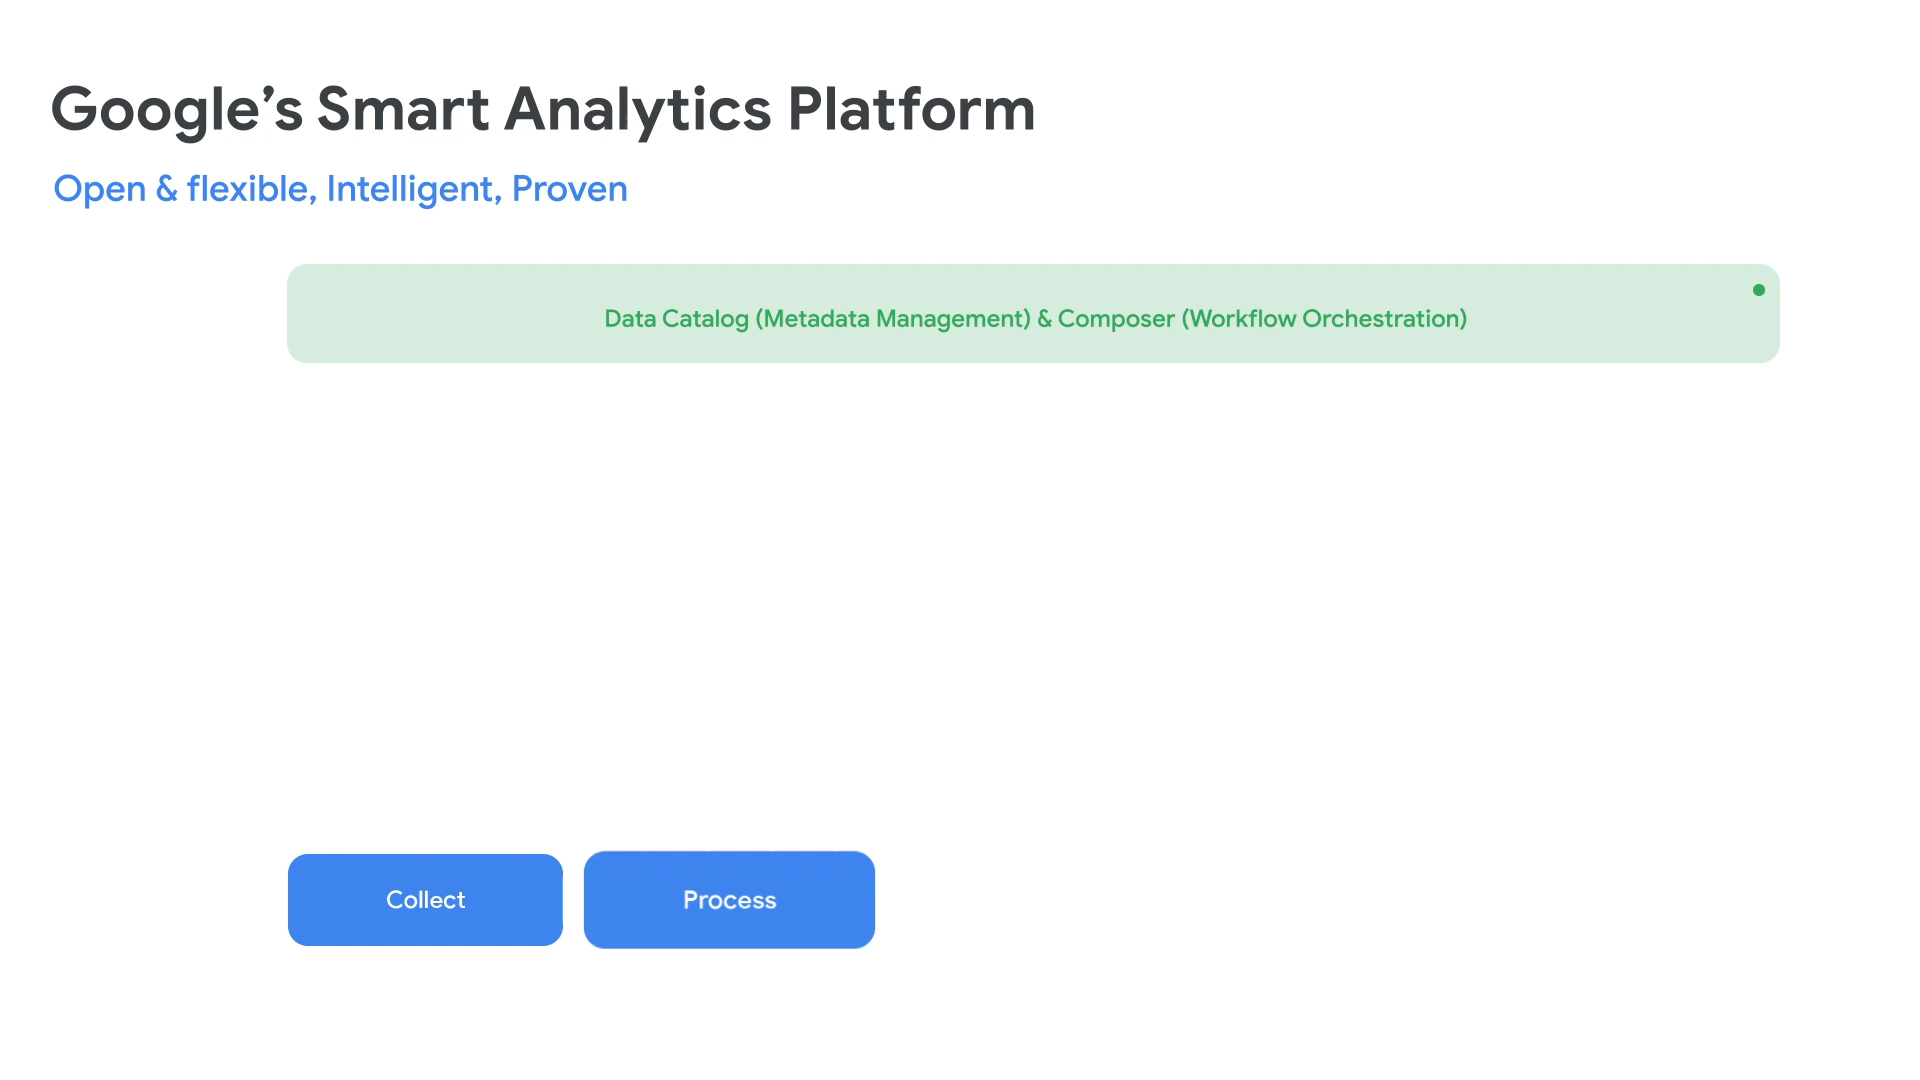 Google’s Smart Analytics Platform
Open & flexible, Intelligent, Proven
Data Catalog (Metadata Management) & Composer (Workflow Orchestration)
Collect
Process